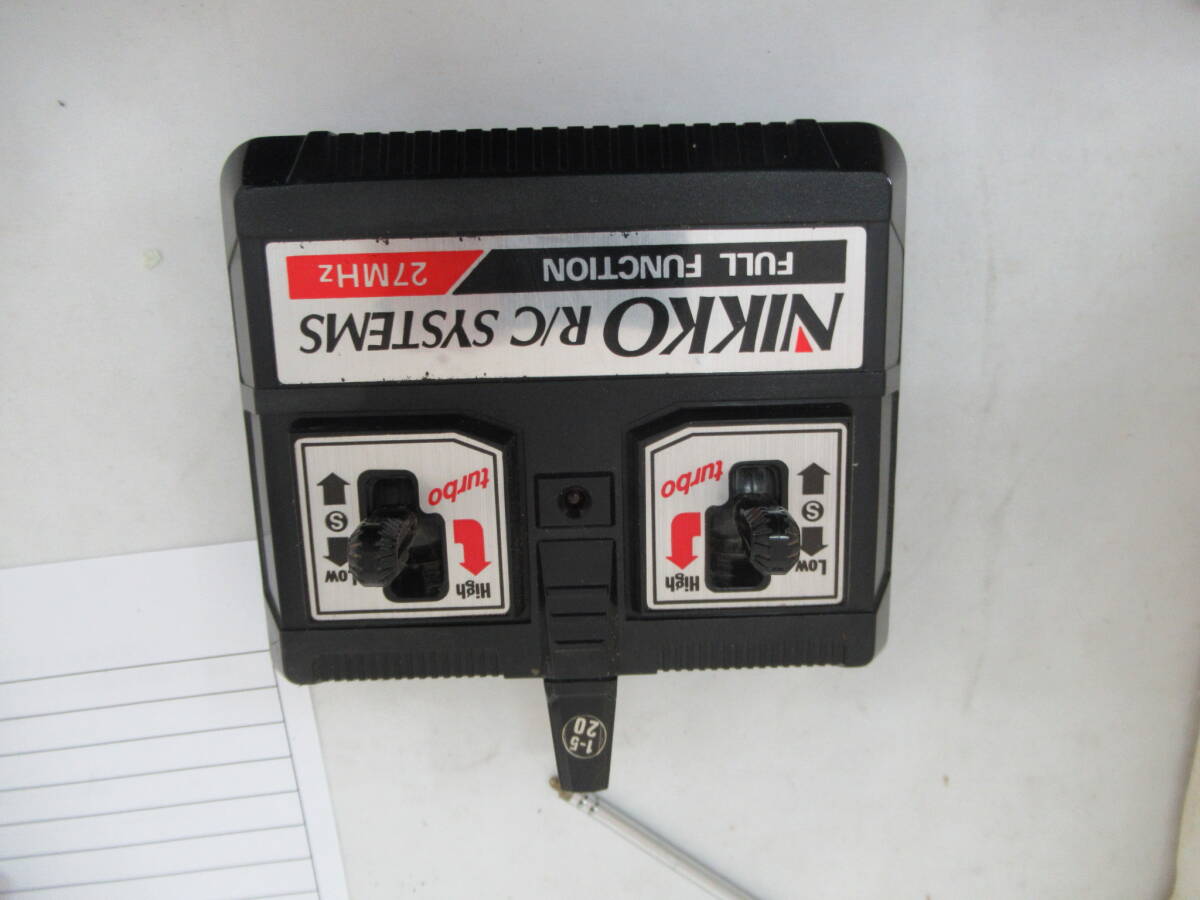 1-5
20
High
Low
S
turbo
High
Low
S
turbo
NIKKO R/C SYSTEMS
FULL FUNCTION 27MHz